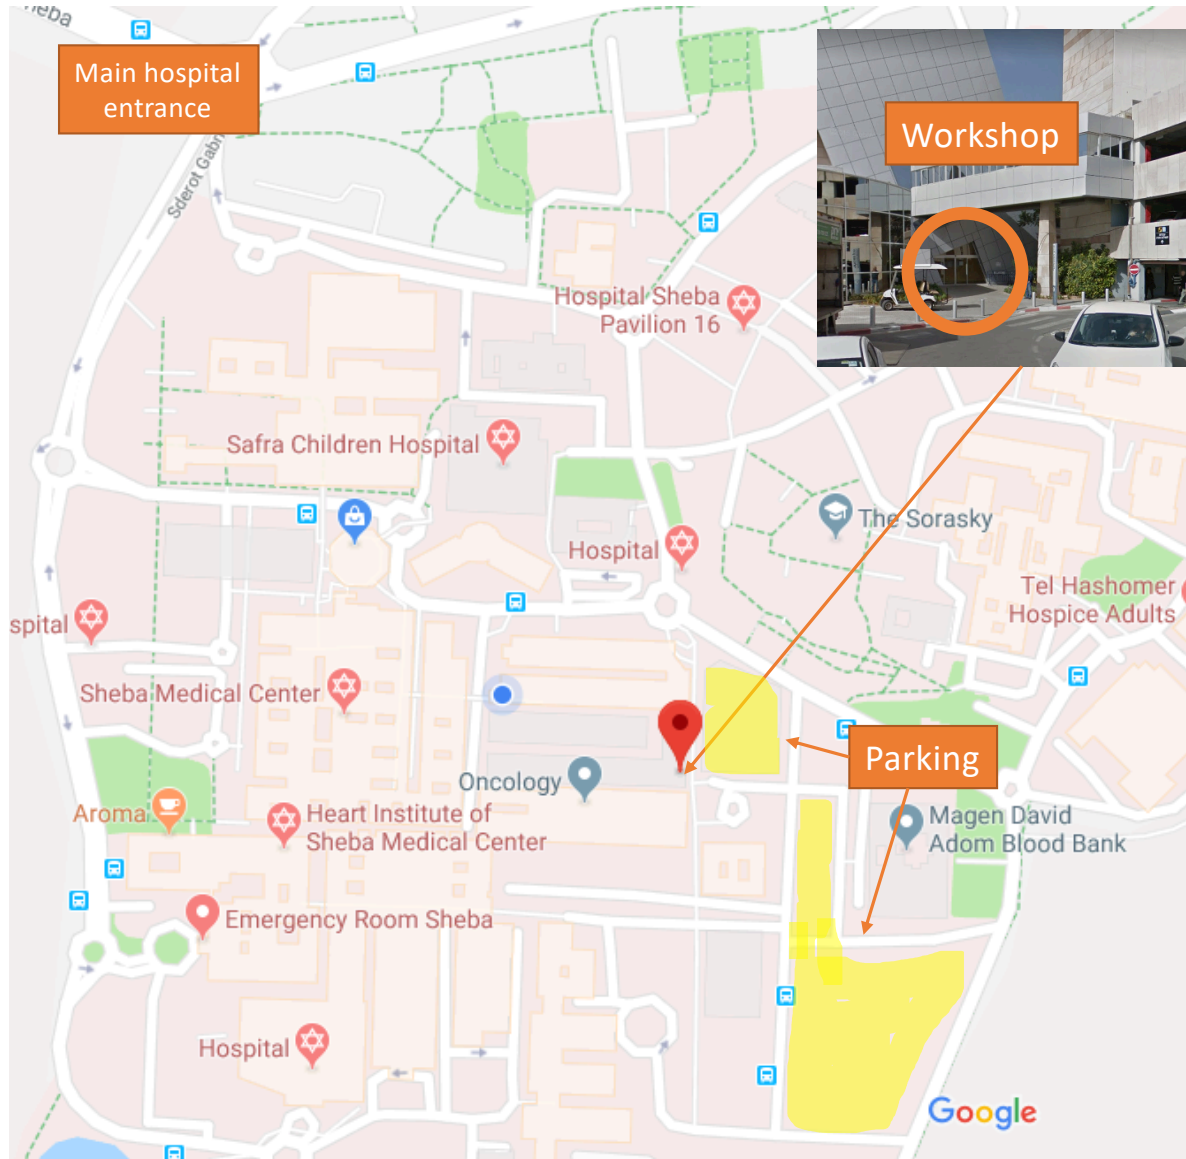 heba
Main hospital
entrance
Sderot Gabri
Workshop
Hospital Sheba
Pavilion 16
Safra Children Hospital
The Sorasky
Hospital
Tel Hashomer
Hospice Adults
spital
Sheba Medical Center
Parking
Oncology
Aroma
Heart Institute of
Sheba Medical Center
Magen David
Adom Blood Bank
Emergency Room Sheba
Hospital
Google